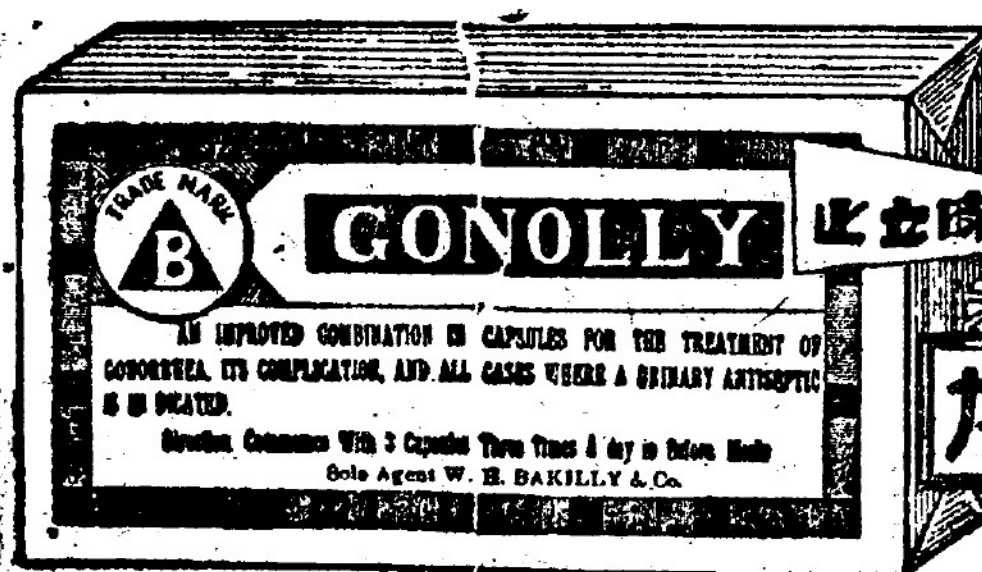 TRADE MARK
B
GONOLLY
止立時
AN IMPROVED COMBINATION IN CAPSULES FOR THE TREATMENT OF
GONORRHEA. ITS COMPLICATION, AND ALL CASES WHERE A URINARY ANTISEPTIC
IS IN DICATED.
Direction Commence With 3 Capsules Three Times A day Before Meals
Sole Agent W. H. BAKILLY & Co.